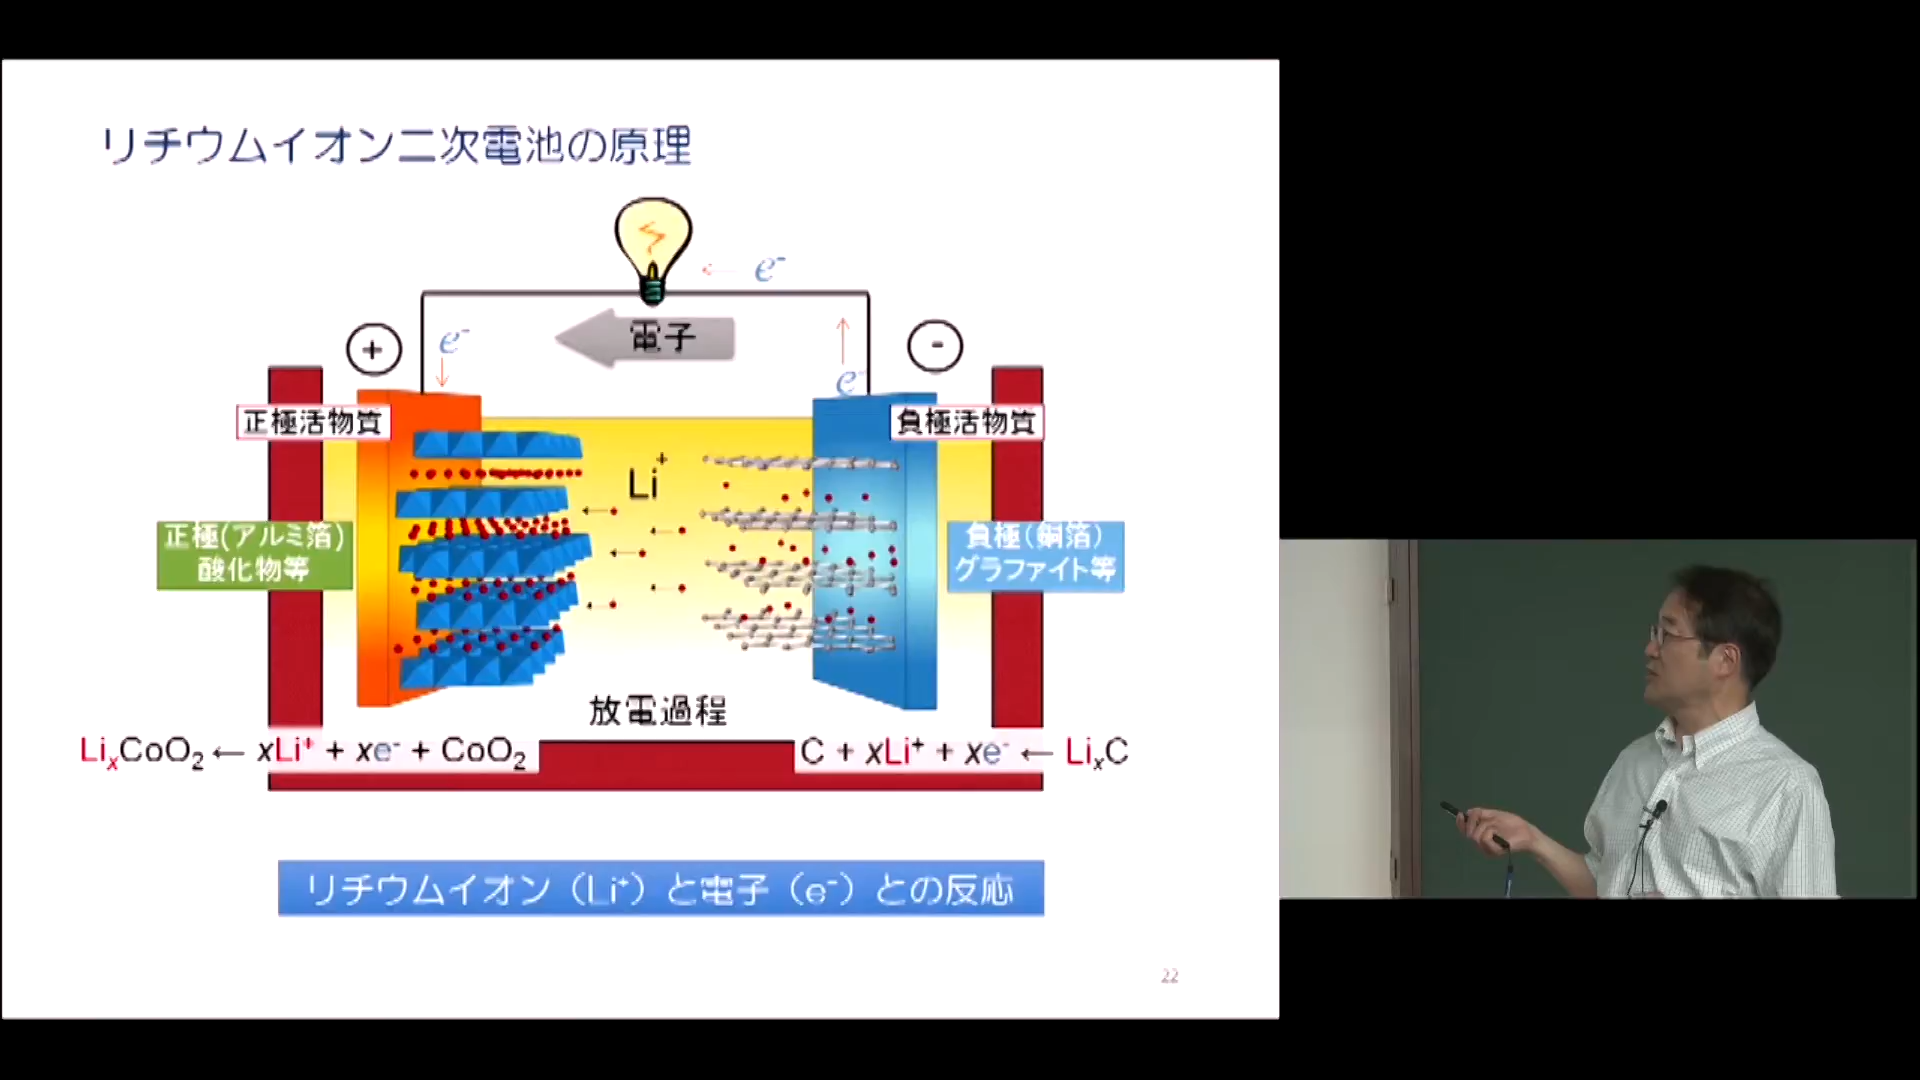 リチウムイオン二次電池の原理
← e⁻
電子
+
e⁻
-
e⁻
正極活物質
負極活物質
Li⁺
正極(アルミ箔)
酸化物等
負極(銅箔)
グラファイト等
放電過程
LiₓCoO₂ ← xLi⁺ + xe⁻ + CoO₂
C + xLi⁺ + xe⁻ ← LiₓC
リチウムイオン(Li⁺)と電子(e⁻)との反応
22